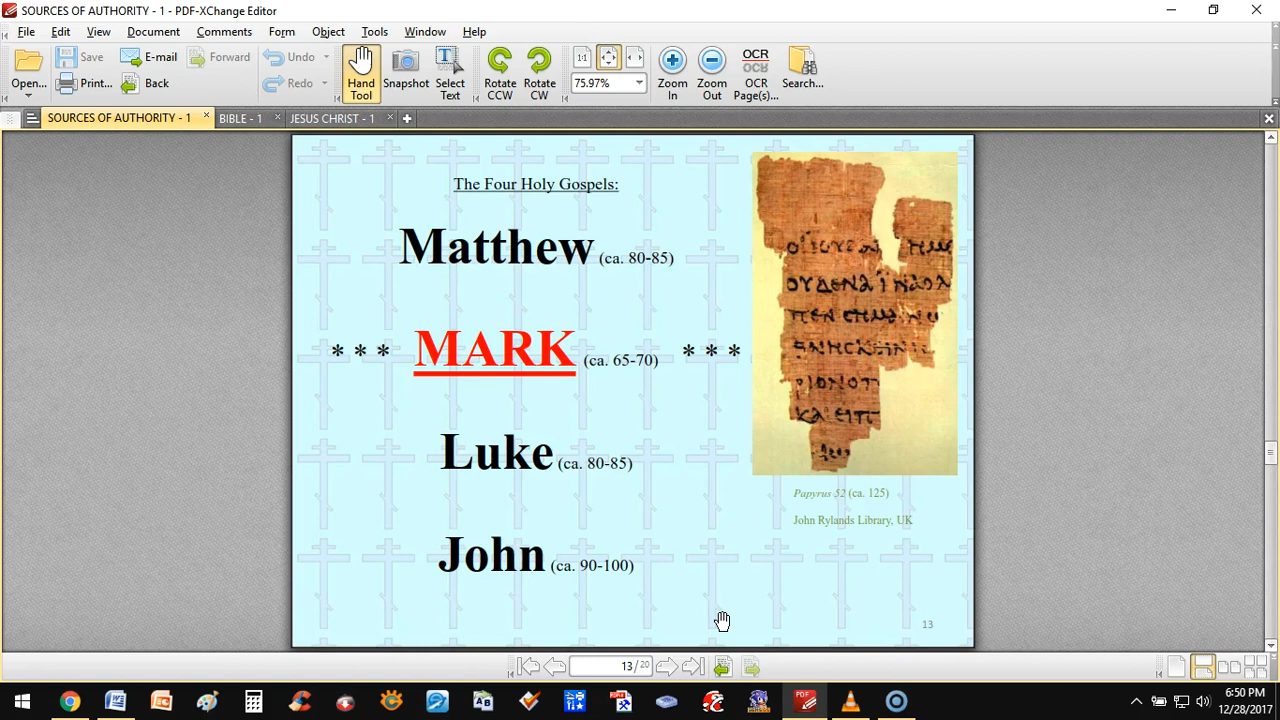 SOURCES OF AUTHORITY - 1 - PDF-XChange Editor
File Edit View Document Comments Form Object Tools Window Help
Open... Save Print... E-mail Back Forward Undo Redo Hand Tool Snapshot Select Text Rotate CCW Rotate CW 1:1 75.97% Zoom In Zoom Out OCR OCR OCR Page(s)... Search...
SOURCES OF AUTHORITY - 1 BIBLE - 1 JESUS CHRIST - 1
The Four Holy Gospels:
Matthew (ca. 80-85)
* * * MARK (ca. 65-70) * * *
Luke (ca. 80-85)
John (ca. 90-100)
Papyrus 52 (ca. 125)
John Rylands Library, UK
13
13 / 20
6:50 PM
12/28/2017